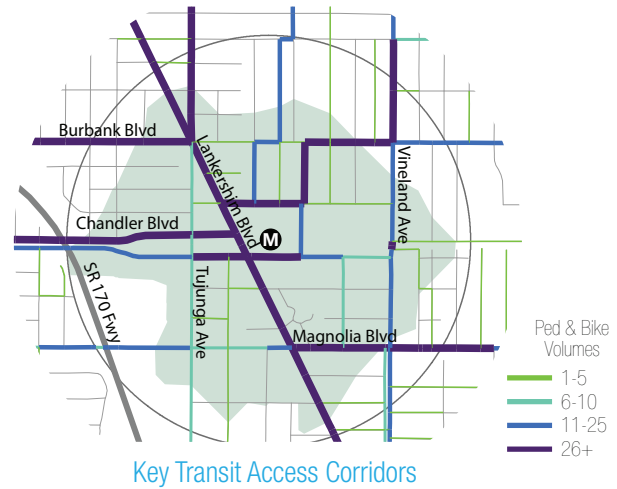 Burbank Blvd
Lankershim Blvd
Vineland Ave
Chandler Blvd
M
SR 170 Fwy
Tujunga Ave
Magnolia Blvd
Ped & Bike
Volumes
1-5
6-10
11-25
26+
Key Transit Access Corridors